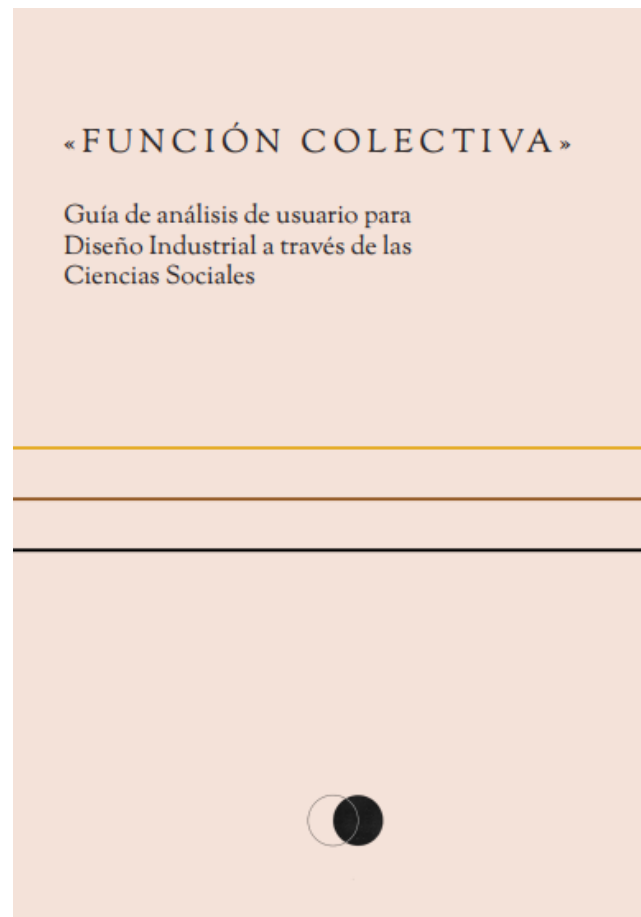 «FUNCIÓN COLECTIVA»
Guía de análisis de usuario para
Diseño Industrial a través de las
Ciencias Sociales